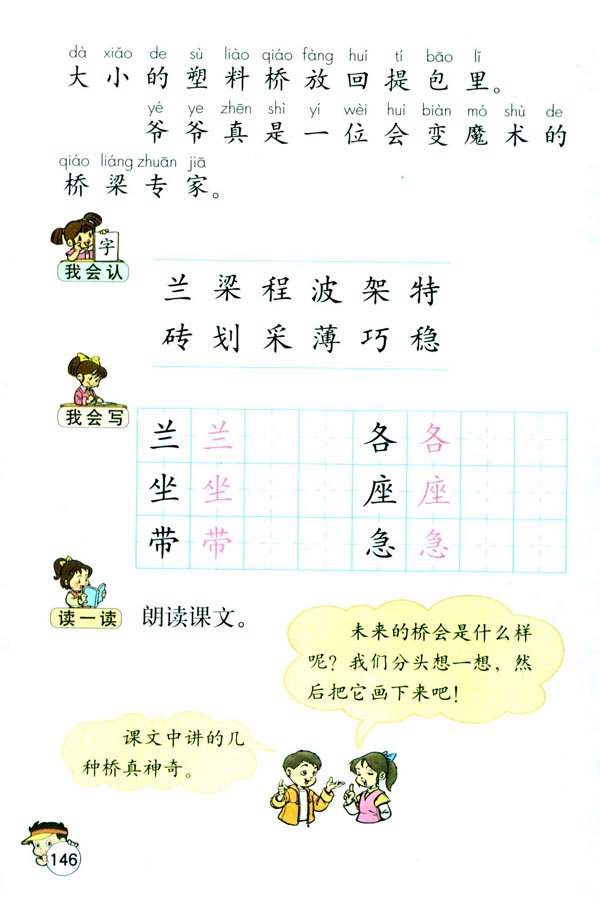 dà xiǎo de sù liào qiáo fàng huí tí bāo lǐ
大小的塑料桥放回提包里。
yé ye zhēn shì yí wèi huì biàn mó shù de
爷爷真是一位会变魔术的
qiáo liáng zhuān jiā
桥梁专家。
字
我会认
兰 梁 程 波 架 特
砖 划 采 薄 巧 稳
我会写
兰 兰 各 各
坐 坐 座 座
带 带 急 急
读一读
朗读课文。
未来的桥会是什么样
呢？我们分头想一想，然
后把它画下来吧！
课文中讲的几
种桥真神奇。
146